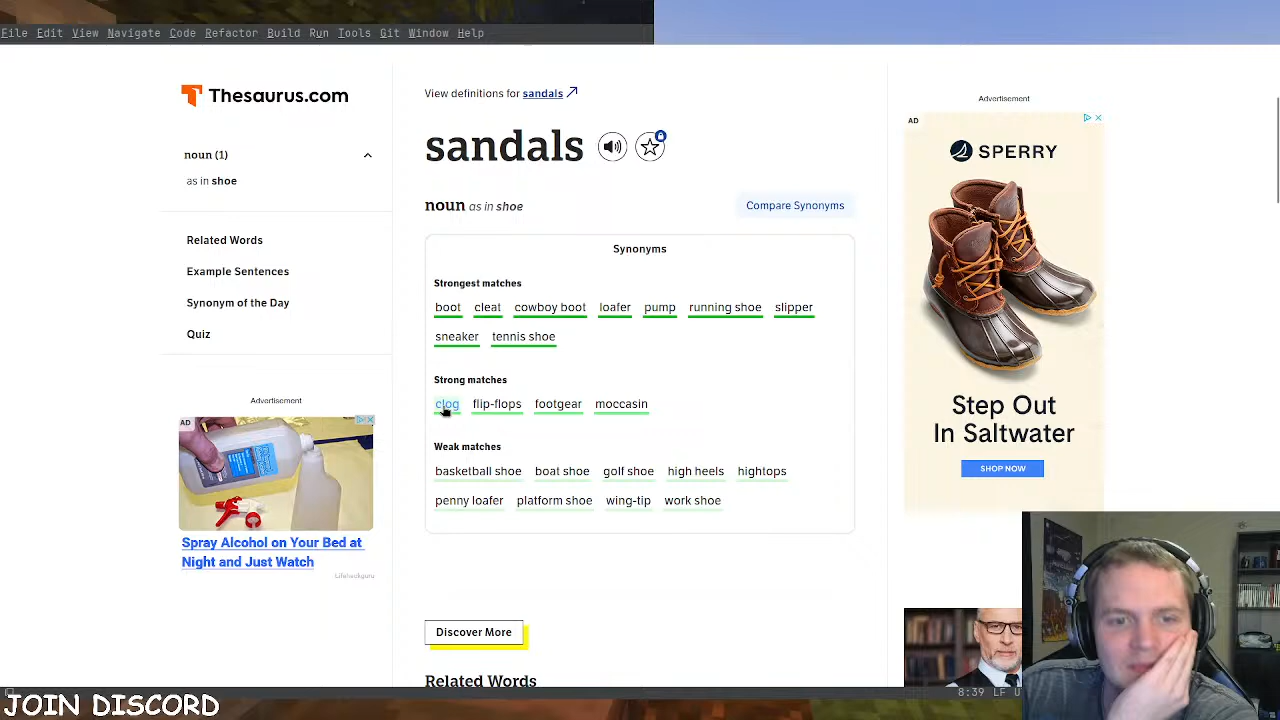 File Edit View Navigate Code Refactor Build Run Tools Git Window Help
Thesaurus.com
noun (1)
as in shoe
Related Words
Example Sentences
Synonym of the Day
Quiz
Advertisement
AD
Spray Alcohol on Your Bed at
Night and Just Watch
Lifehackguru
View definitions for sandals
sandals
noun as in shoe
Compare Synonyms
Synonyms
Strongest matches
boot cleat cowboy boot loafer pump running shoe slipper
sneaker tennis shoe
Strong matches
clog flip-flops footgear moccasin
Weak matches
basketball shoe boat shoe golf shoe high heels hightops
penny loafer platform shoe wing-tip work shoe
Discover More
Related Words
Advertisement
AD
SPERRY
Step Out
In Saltwater
SHOP NOW
8:39 LF
JOIN DISCORD